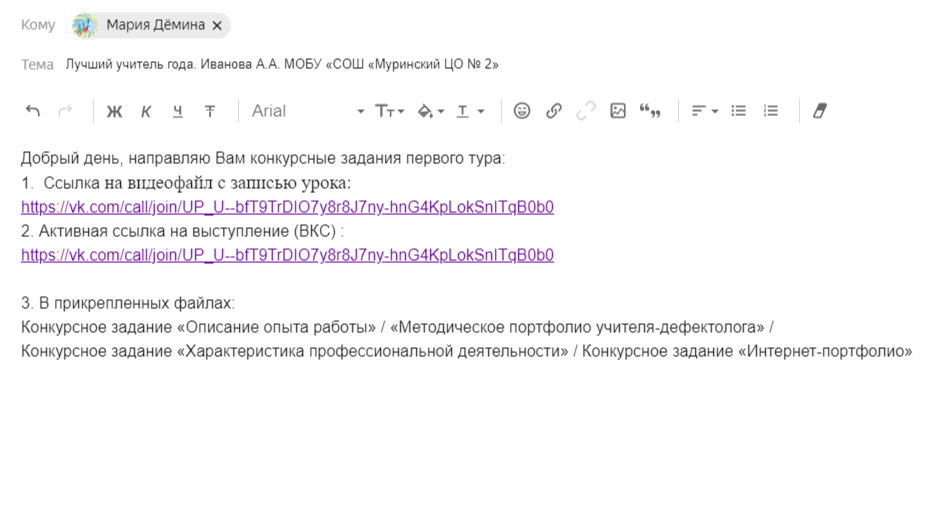 Кому Мария Дёмина ×
Тема Лучший учитель года. Иванова А.А. МОБУ «СОШ «Муринский ЦО № 2»
Ж К Ч Т Arial Тт Т
Добрый день, направляю Вам конкурсные задания первого тура:
1. Ссылка на видеофайл с записью урока:
https://vk.com/call/join/UP_U--bfT9TrDIO7y8r8J7ny-hnG4KpLokSnITqB0b0
2. Активная ссылка на выступление (ВКС) :
https://vk.com/call/join/UP_U--bfT9TrDIO7y8r8J7ny-hnG4KpLokSnITqB0b0
3. В прикрепленных файлах:
Конкурсное задание «Описание опыта работы» / «Методическое портфолио учителя-дефектолога» /
Конкурсное задание «Характеристика профессиональной деятельности» / Конкурсное задание «Интернет-портфолио»